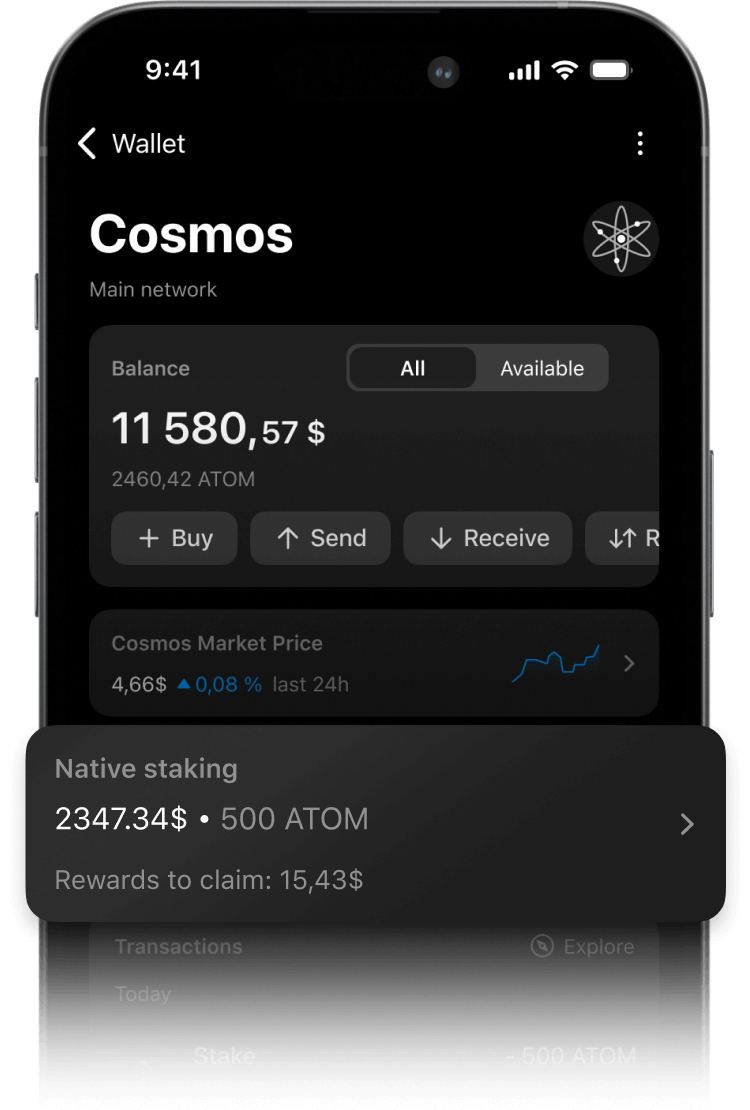 9:41
Wallet
Cosmos
Main network
Balance
All Available
11 580,57 $
2460,42 ATOM
+ Buy
↑ Send
↓ Receive
↓↑ R
Cosmos Market Price
4,66$ ▲ 0,08 % last 24h
Native staking
2347.34$ • 500 ATOM
Rewards to claim: 15,43$
Transactions Explore
Today
Stake - 500 ATOM